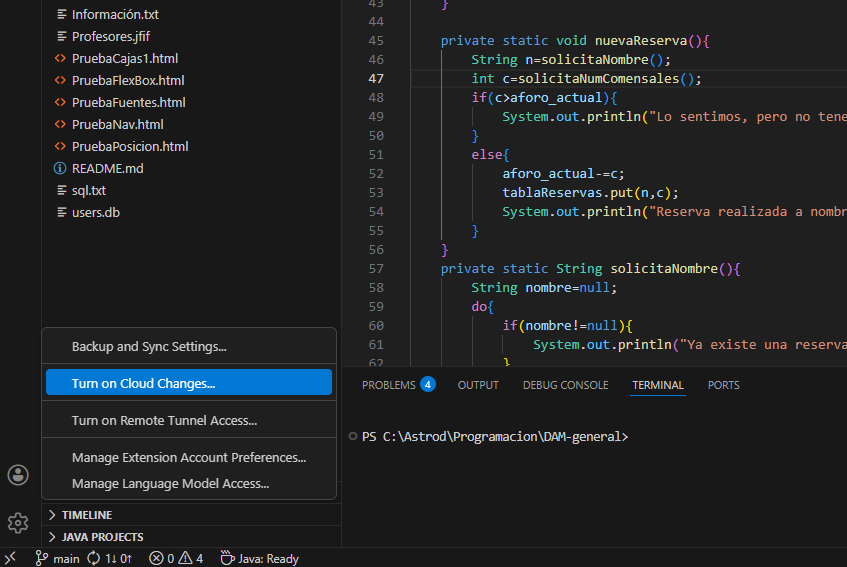 Información.txt
Profesores.jfif
PruebaCajas1.html
PruebaFlexBox.html
PruebaFuentes.html
PruebaNav.html
PruebaPosicion.html
README.md
sql.txt
users.db
Backup and Sync Settings...
Turn on Cloud Changes...
Turn on Remote Tunnel Access...
Manage Extension Account Preferences...
Manage Language Model Access...
TIMELINE
JAVA PROJECTS
43 }
44
45 private static void nuevaReserva(){
46 String n=solicitaNombre();
47 int c=solicitaNumComensales();
48 if(c>aforo_actual){
49 System.out.println("Lo sentimos, pero no tene
50 }
51 else{
52 aforo_actual-=c;
53 tablaReservas.put(n,c);
54 System.out.println("Reserva realizada a nombr
55 }
56 }
57 private static String solicitaNombre(){
58 String nombre=null;
59 do{
60 if(nombre!=null){
61 System.out.println("Ya existe una reserva
62 }
PROBLEMS 4 OUTPUT DEBUG CONSOLE TERMINAL PORTS
PS C:\Astrod\Programacion\DAM-general>
main 1↓ 0↑ 0 4 Java: Ready